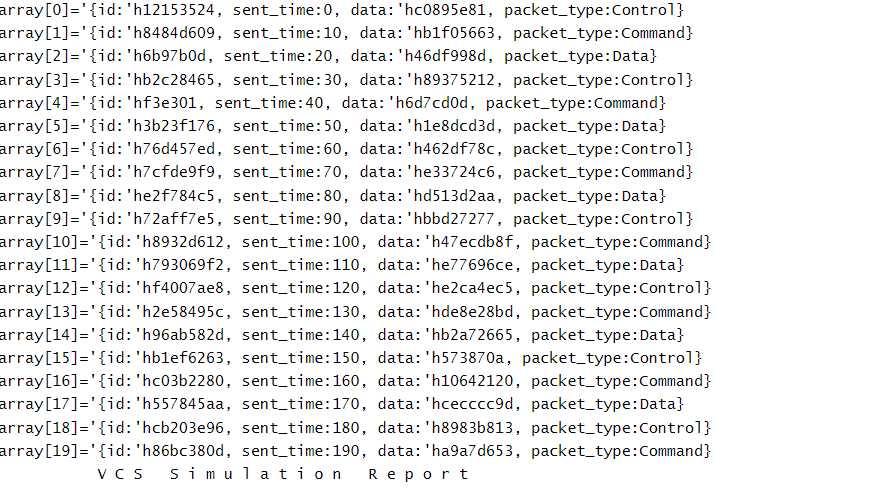 array[0]='{id:'h12153524, sent_time:0, data:'hc0895e81, packet_type:Control}
array[1]='{id:'h8484d609, sent_time:10, data:'hb1f05663, packet_type:Command}
array[2]='{id:'h6b97b0d, sent_time:20, data:'h46df998d, packet_type:Data}
array[3]='{id:'hb2c28465, sent_time:30, data:'h89375212, packet_type:Control}
array[4]='{id:'hf3e301, sent_time:40, data:'h6d7cd0d, packet_type:Command}
array[5]='{id:'h3b23f176, sent_time:50, data:'h1e8dcd3d, packet_type:Data}
array[6]='{id:'h76d457ed, sent_time:60, data:'h462df78c, packet_type:Control}
array[7]='{id:'h7cfde9f9, sent_time:70, data:'he33724c6, packet_type:Command}
array[8]='{id:'he2f784c5, sent_time:80, data:'hd513d2aa, packet_type:Data}
array[9]='{id:'h72aff7e5, sent_time:90, data:'hbbd27277, packet_type:Control}
array[10]='{id:'h8932d612, sent_time:100, data:'h47ecdb8f, packet_type:Command}
array[11]='{id:'h793069f2, sent_time:110, data:'he77696ce, packet_type:Data}
array[12]='{id:'hf4007ae8, sent_time:120, data:'he2ca4ec5, packet_type:Control}
array[13]='{id:'h2e58495c, sent_time:130, data:'hde8e28bd, packet_type:Command}
array[14]='{id:'h96ab582d, sent_time:140, data:'hb2a72665, packet_type:Data}
array[15]='{id:'hb1ef6263, sent_time:150, data:'h573870a, packet_type:Control}
array[16]='{id:'hc03b2280, sent_time:160, data:'h10642120, packet_type:Command}
array[17]='{id:'h557845aa, sent_time:170, data:'hcecccc9d, packet_type:Data}
array[18]='{id:'hcb203e96, sent_time:180, data:'h8983b813, packet_type:Control}
array[19]='{id:'h86bc380d, sent_time:190, data:'ha9a7d653, packet_type:Command}
V C S   S i m u l a t i o n   R e p o r t